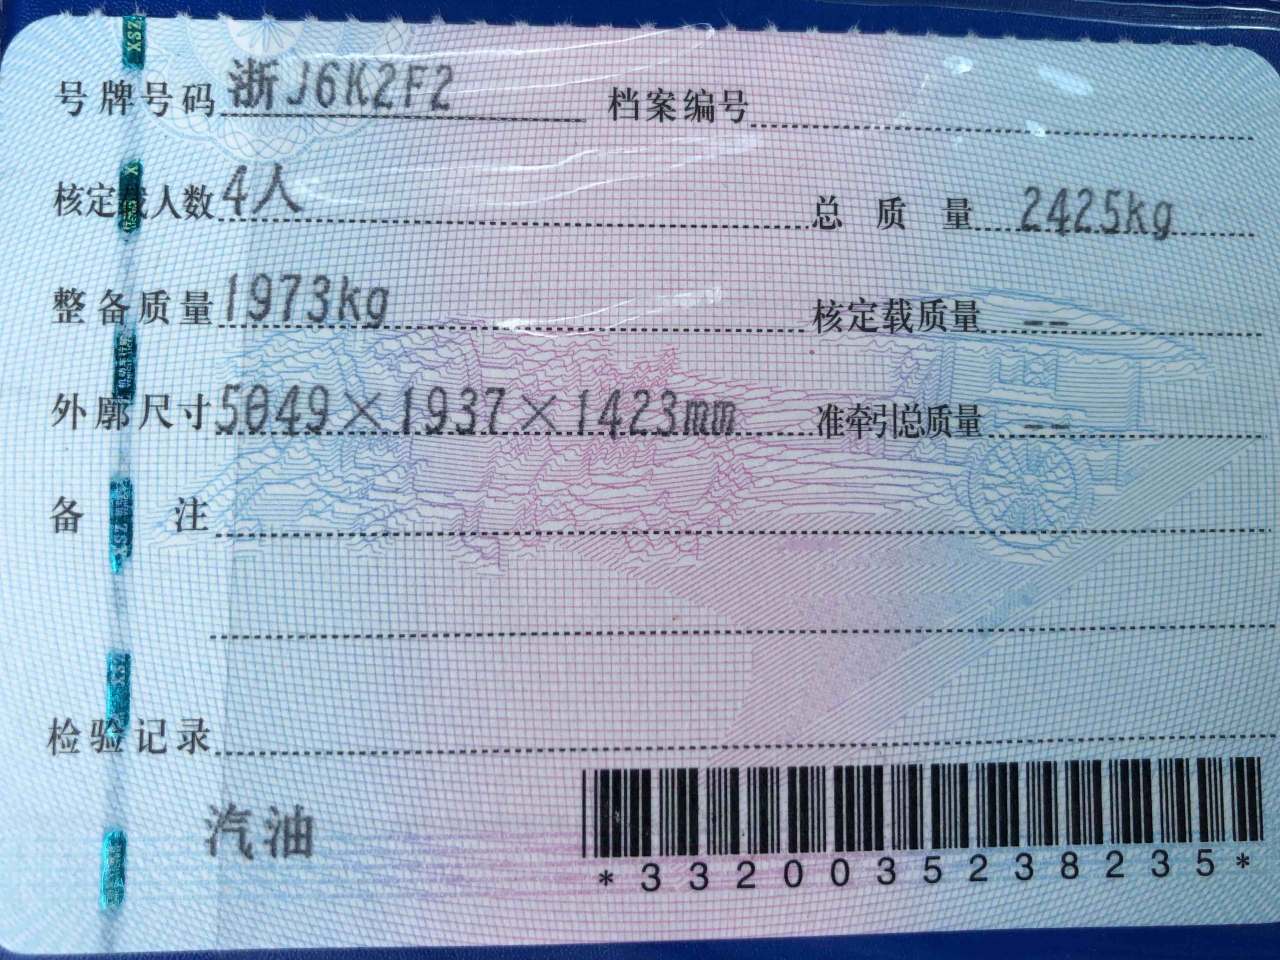 号牌号码 浙J6K2F2 档案编号
核定载人数 4人 总质量 2425kg
整备质量 1973kg 核定载质量 --
外廓尺寸 5049×1937×1423mm 准牵引总质量 --
备注
检验记录
汽油
*3320035238235*